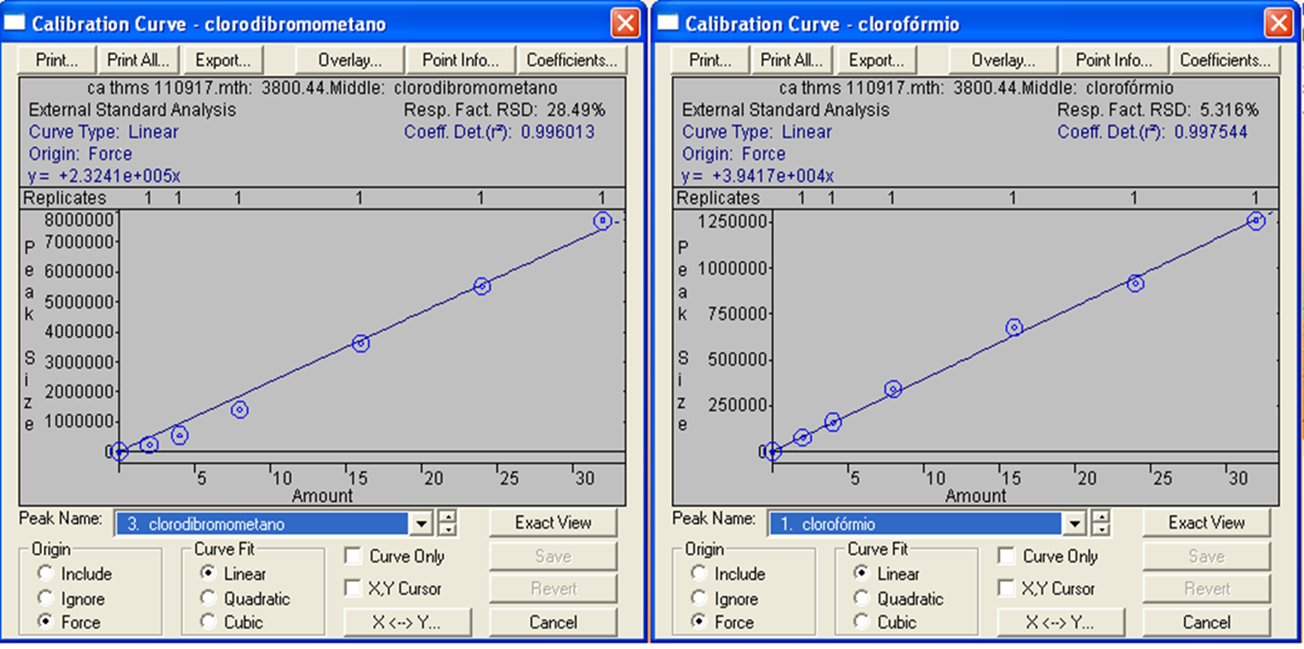 Calibration Curve - clorodibromometano
Print... Print All... Export... Overlay... Point Info... Coefficients...
ca thms 110917.mth: 3800.44.Middle: clorodibromometano
External Standard Analysis Resp. Fact. RSD: 28.49%
Curve Type: Linear Coeff. Det.(r²): 0.996013
Origin: Force
y = +2.3241e+005x
Replicates 1 1 1 1 1 1
8000000
7000000
6000000
5000000
4000000
3000000
2000000
1000000
0
Peak Size
5 10 15 20 25 30
Amount
Peak Name: 3. clorodibromometano Exact View
Origin Curve Fit
Include Linear Curve Only Save
Ignore Quadratic X,Y Cursor Revert
Force Cubic X <--> Y... Cancel
Calibration Curve - clorofórmio
Print... Print All... Export... Overlay... Point Info... Coefficients...
ca thms 110917.mth: 3800.44.Middle: clorofórmio
External Standard Analysis Resp. Fact. RSD: 5.316%
Curve Type: Linear Coeff. Det.(r²): 0.997544
Origin: Force
y = +3.9417e+004x
Replicates 1 1 1 1 1 1
1250000
1000000
750000
500000
250000
0
Peak Size
5 10 15 20 25 30
Amount
Peak Name: 1. clorofórmio Exact View
Origin Curve Fit
Include Linear Curve Only Save
Ignore Quadratic X,Y Cursor Revert
Force Cubic X <--> Y... Cancel